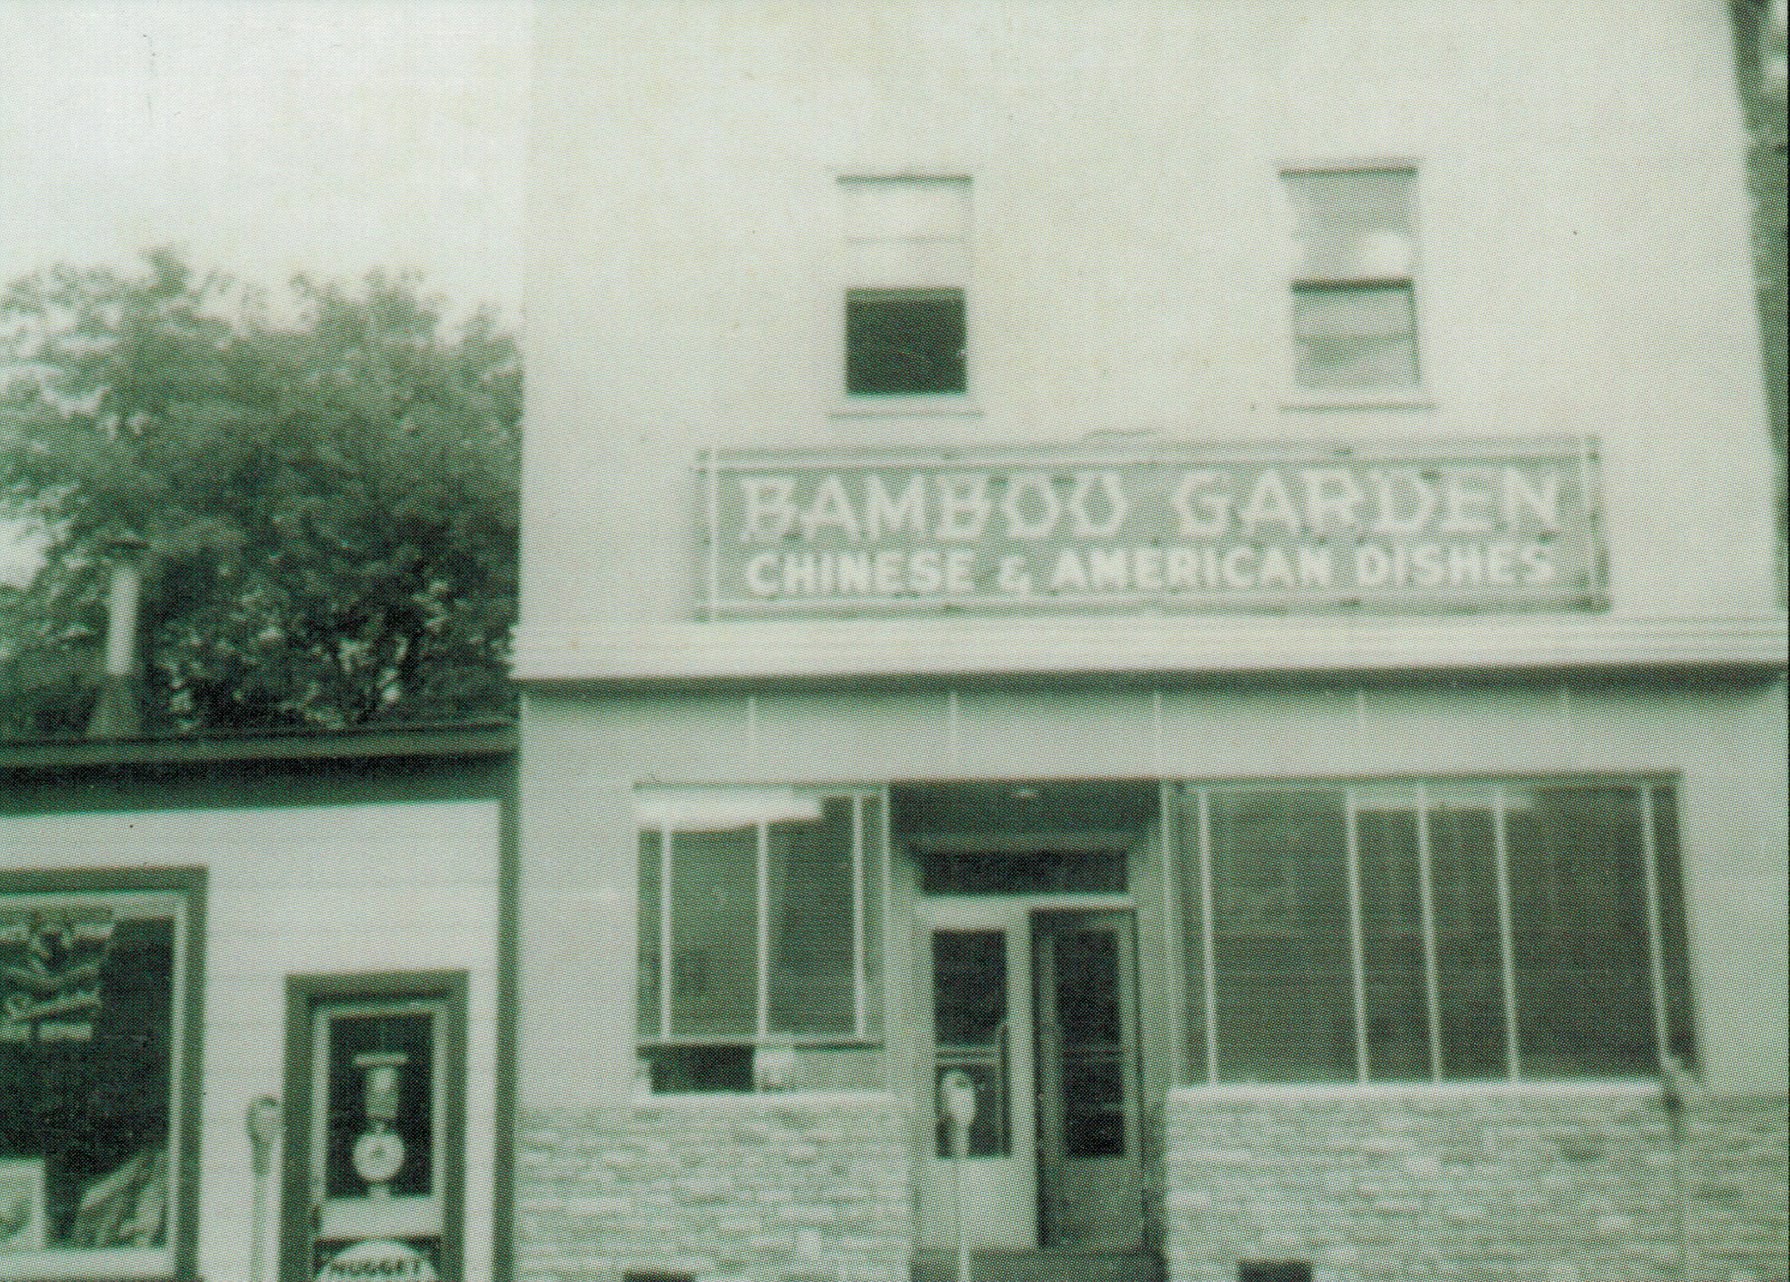 BAMBOO GARDEN
CHINESE & AMERICAN DISHES
NUGGET